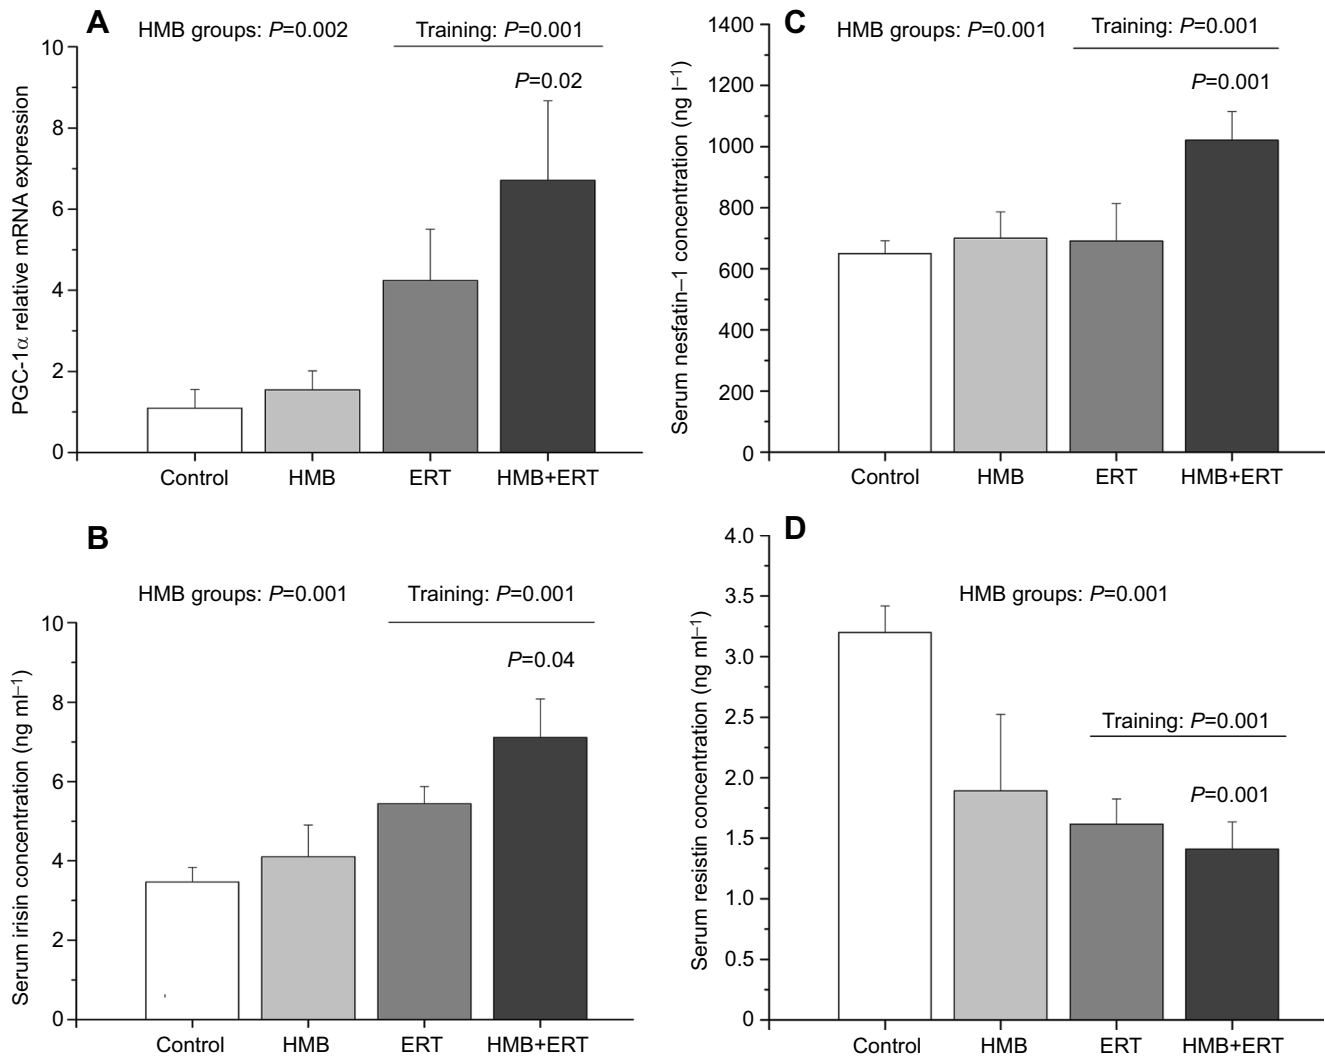 A
HMB groups: P=0.002
Training: P=0.001
P=0.02
PGC-1α relative mRNA expression
10
8
6
4
2
0
Control
HMB
ERT
HMB+ERT
C
HMB groups: P=0.001
Training: P=0.001
P=0.001
Serum nesfatin–1 concentration (ng l⁻¹)
1400
1200
1000
800
600
400
200
0
Control
HMB
ERT
HMB+ERT
B
HMB groups: P=0.001
Training: P=0.001
P=0.04
Serum irisin concentration (ng ml⁻¹)
10
8
6
4
2
0
Control
HMB
ERT
HMB+ERT
D
HMB groups: P=0.001
Training: P=0.001
P=0.001
Serum resistin concentration (ng ml⁻¹)
4.0
3.5
3.0
2.5
2.0
1.5
1.0
0.5
0
Control
HMB
ERT
HMB+ERT